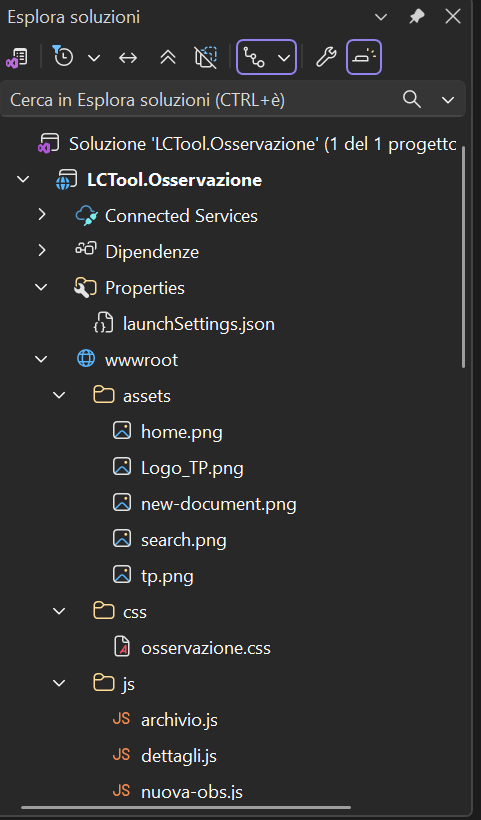 Esplora soluzioni
Cerca in Esplora soluzioni (CTRL+è)
Soluzione 'LCTool.Osservazione' (1 del 1 progetto
LCTool.Osservazione
Connected Services
Dipendenze
Properties
launchSettings.json
wwwroot
assets
home.png
Logo_TP.png
new-document.png
search.png
tp.png
css
osservazione.css
js
JS archivio.js
JS dettagli.js
JS nuova-obs.js